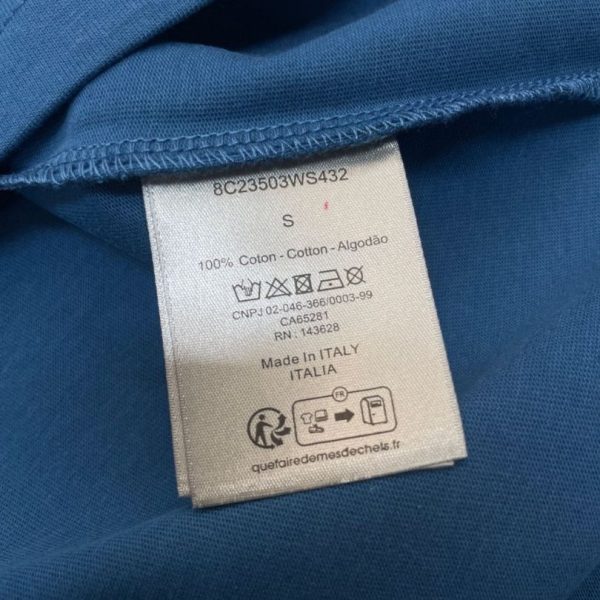 8C23503WS432
S
100% Coton - Cotton - Algodão
CNPJ 02-046-366/0003-99
CA65281
RN : 143628
Made In ITALY
ITALIA
FR
quefairedemesdechets.fr